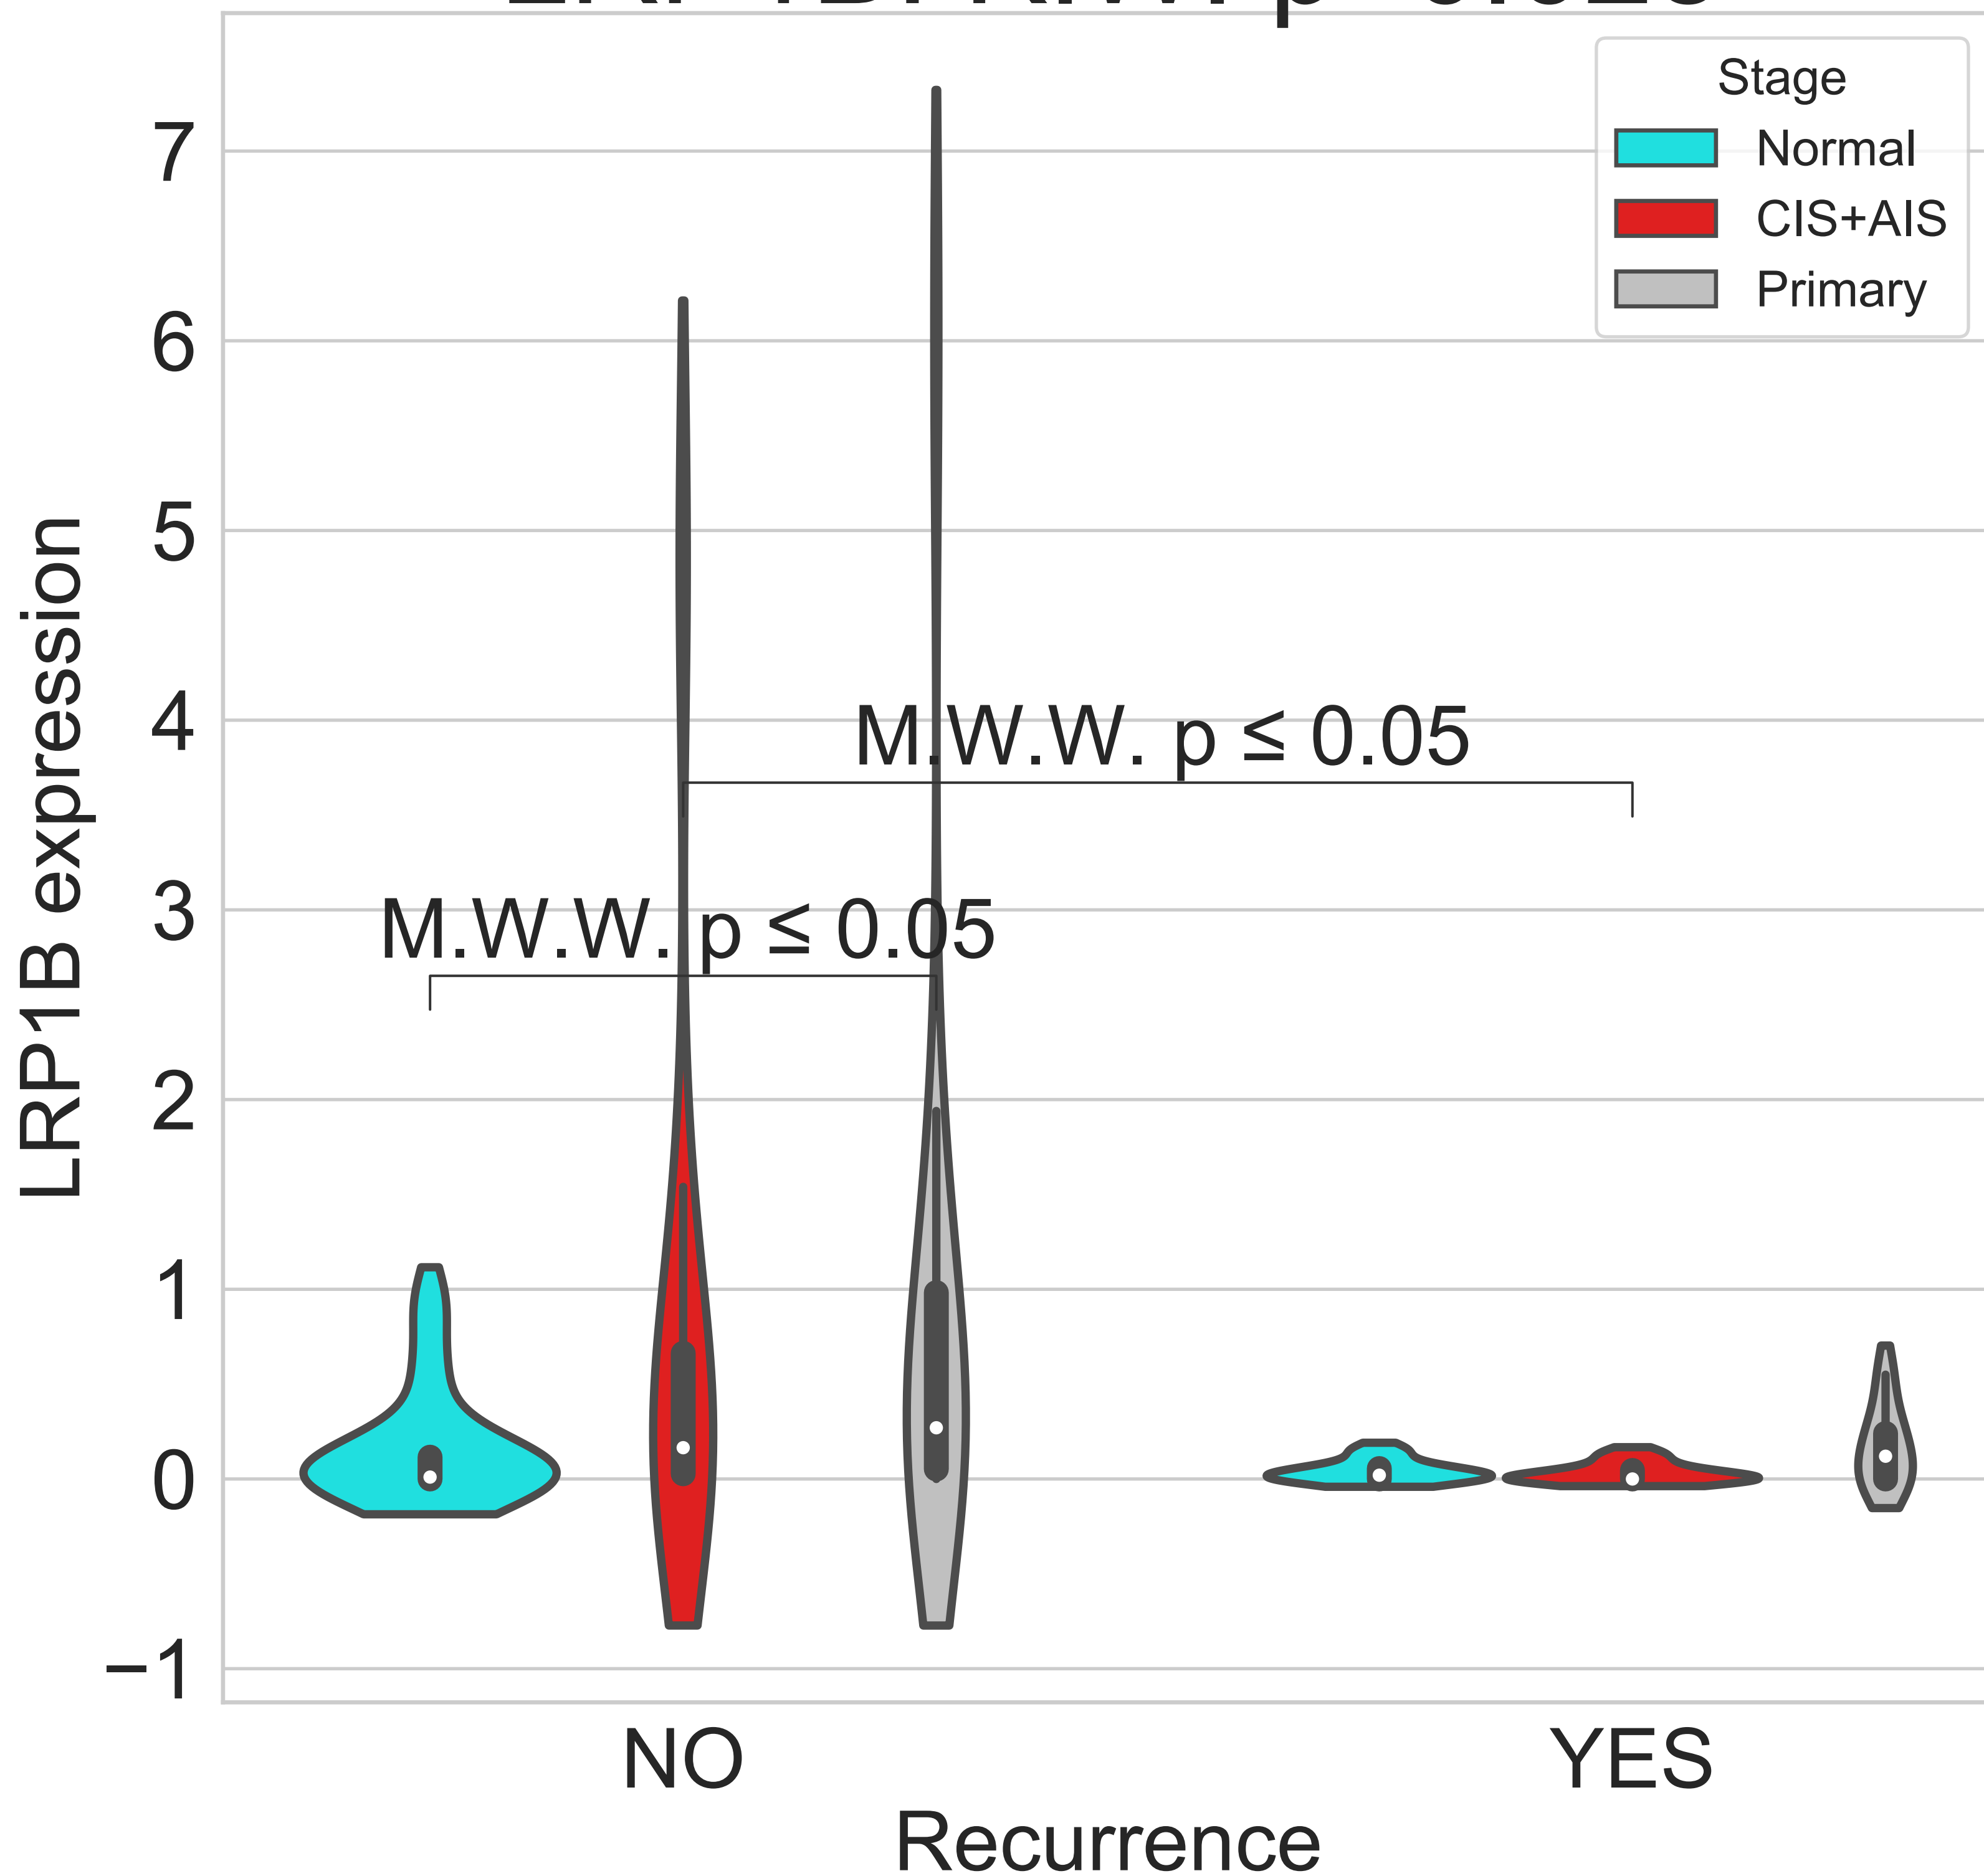 Stage
Normal
CIS+AIS
Primary
7
6
5
4
3
2
1
0
−1
LRP1B expression
M.W.W. p ≤ 0.05
M.W.W. p ≤ 0.05
NO
YES
Recurrence